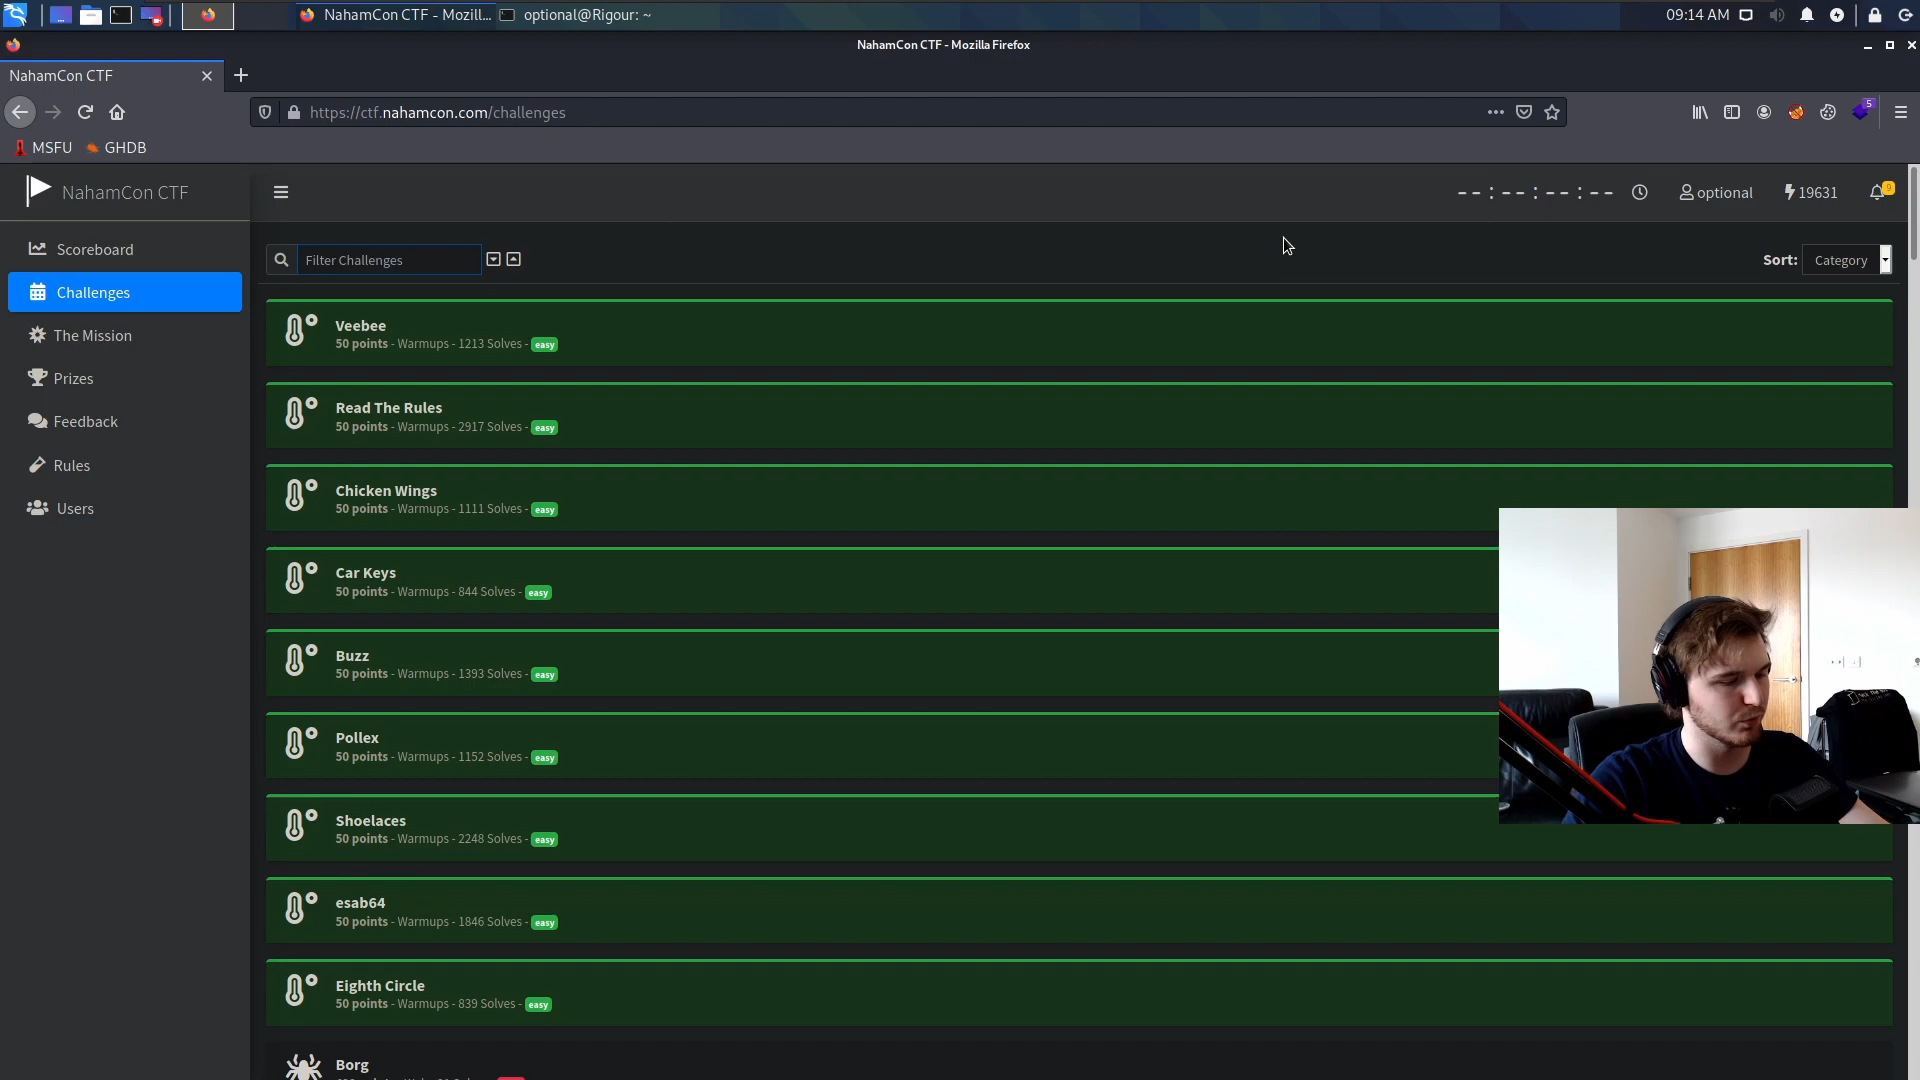 NahamCon CTF - Mozill...
optional@Rigour: ~
09:14 AM
NahamCon CTF - Mozilla Firefox
NahamCon CTF
https://ctf.nahamcon.com/challenges
5
MSFU
GHDB
NahamCon CTF
--:--:--:--
optional
19631
9
Scoreboard
Challenges
The Mission
Prizes
Feedback
Rules
Users
Filter Challenges
Sort: Category
Veebee
50 points - Warmups - 1213 Solves - easy
Read The Rules
50 points - Warmups - 2917 Solves - easy
Chicken Wings
50 points - Warmups - 1111 Solves - easy
Car Keys
50 points - Warmups - 844 Solves - easy
Buzz
50 points - Warmups - 1393 Solves - easy
Pollex
50 points - Warmups - 1152 Solves - easy
Shoelaces
50 points - Warmups - 2248 Solves - easy
esab64
50 points - Warmups - 1846 Solves - easy
Eighth Circle
50 points - Warmups - 839 Solves - easy
Borg